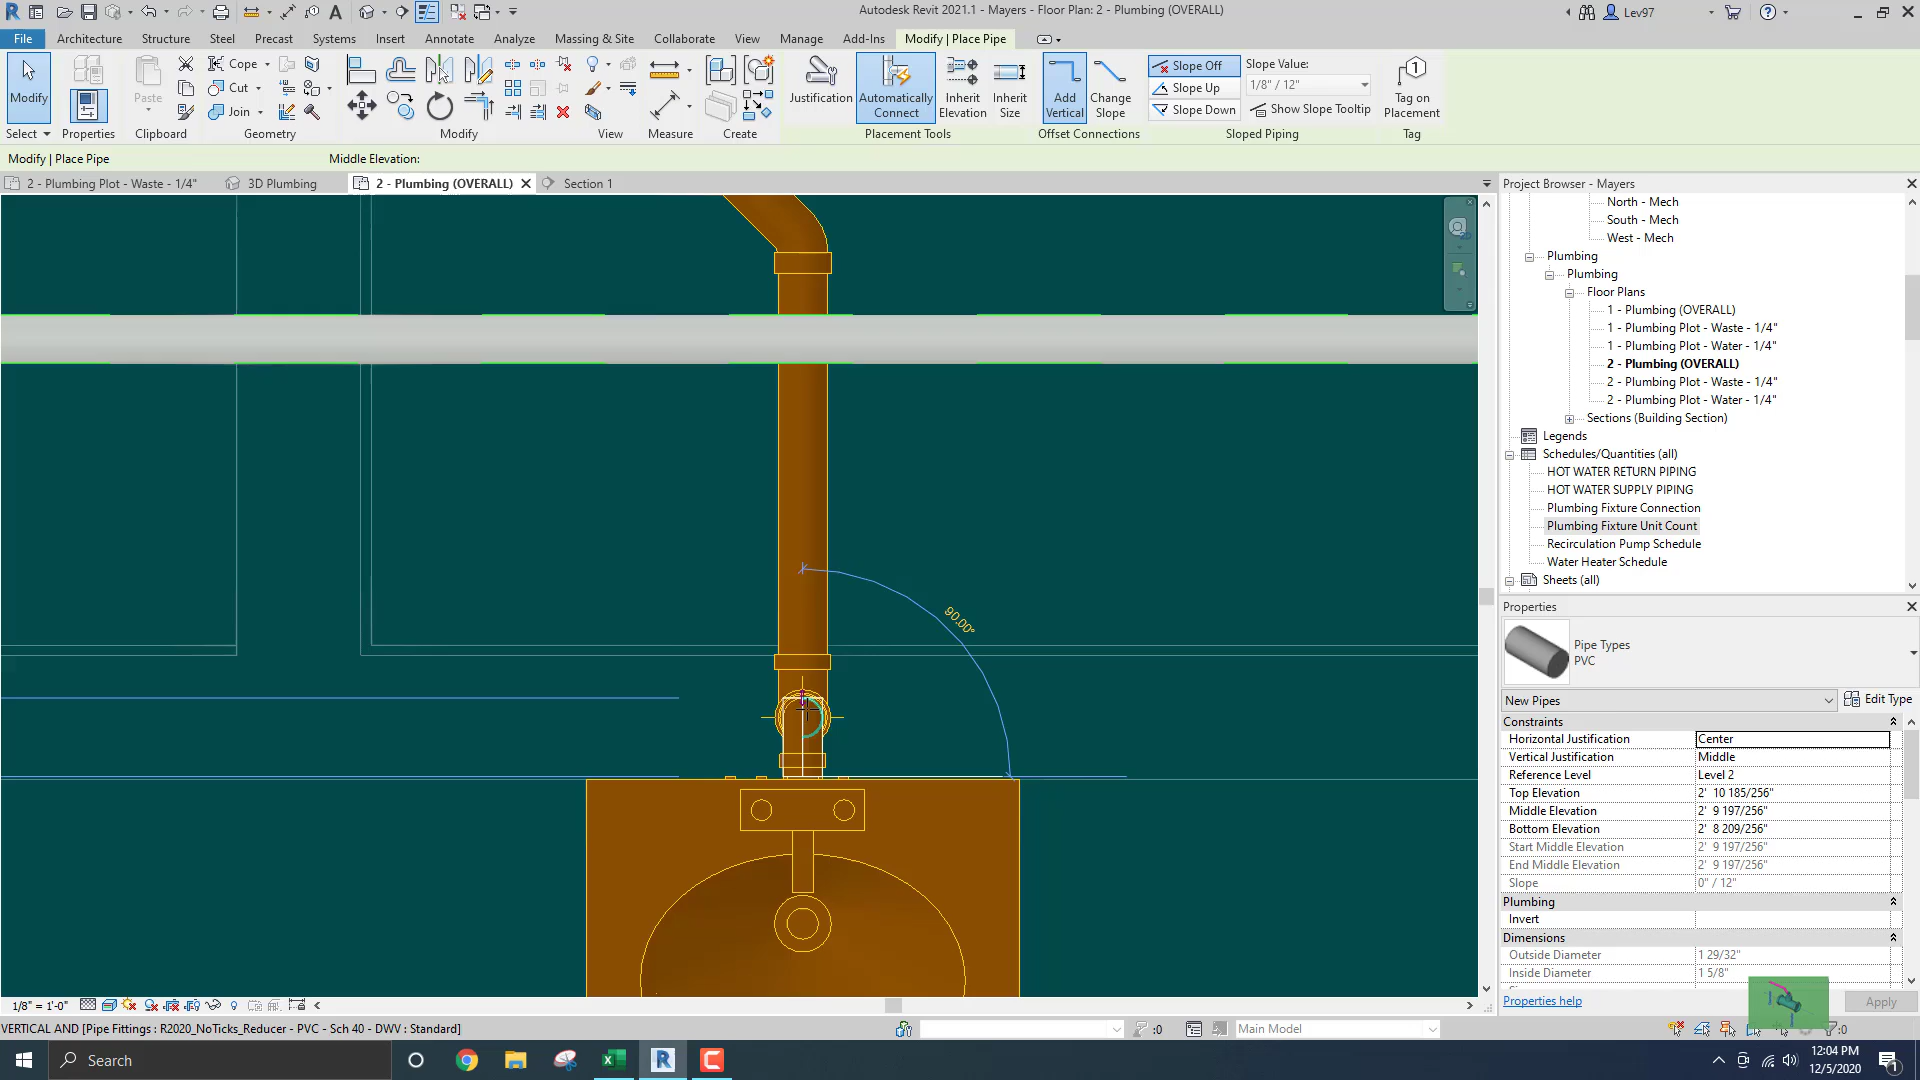 Autodesk Revit 2021.1 - Mayers - Floor Plan: 2 - Plumbing (OVERALL)
Lev97
File Architecture Structure Steel Precast Systems Insert Annotate Analyze Massing & Site Collaborate View Manage Add-Ins Modify | Place Pipe
Modify
Select
Properties
Paste
Clipboard
Cope
Cut
Join
Geometry
Modify
View
Measure
Create
Justification
Automatically Connect
Inherit Elevation
Inherit Size
Placement Tools
Add Vertical
Change Slope
Offset Connections
Slope Off
Slope Up
Slope Down
Slope Value:
1/8" / 12"
Show Slope Tooltip
Sloped Piping
Tag on Placement
Tag
Modify | Place Pipe
Middle Elevation:
2 - Plumbing Plot - Waste - 1/4"
3D Plumbing
2 - Plumbing (OVERALL)
Section 1
90.00°
Project Browser - Mayers
North - Mech
South - Mech
West - Mech
Plumbing
Plumbing
Floor Plans
1 - Plumbing (OVERALL)
1 - Plumbing Plot - Waste - 1/4"
1 - Plumbing Plot - Water - 1/4"
2 - Plumbing (OVERALL)
2 - Plumbing Plot - Waste - 1/4"
2 - Plumbing Plot - Water - 1/4"
Sections (Building Section)
Legends
Schedules/Quantities (all)
HOT WATER RETURN PIPING
HOT WATER SUPPLY PIPING
Plumbing Fixture Connection
Plumbing Fixture Unit Count
Recirculation Pump Schedule
Water Heater Schedule
Sheets (all)
Properties
Pipe Types
PVC
New Pipes
Edit Type
Constraints
Horizontal Justification Center
Vertical Justification Middle
Reference Level Level 2
Top Elevation 2' 10 185/256"
Middle Elevation 2' 9 197/256"
Bottom Elevation 2' 8 209/256"
Start Middle Elevation 2' 9 197/256"
End Middle Elevation 2' 9 197/256"
Slope 0" / 12"
Plumbing
Invert
Dimensions
Outside Diameter 1 29/32"
Inside Diameter 1 5/8"
Properties help
Apply
1/8" = 1'-0"
VERTICAL AND [Pipe Fittings : R2020_NoTicks_Reducer - PVC - Sch 40 - DWV : Standard]
:0
Main Model
:0
Search
12:04 PM
12/5/2020
1